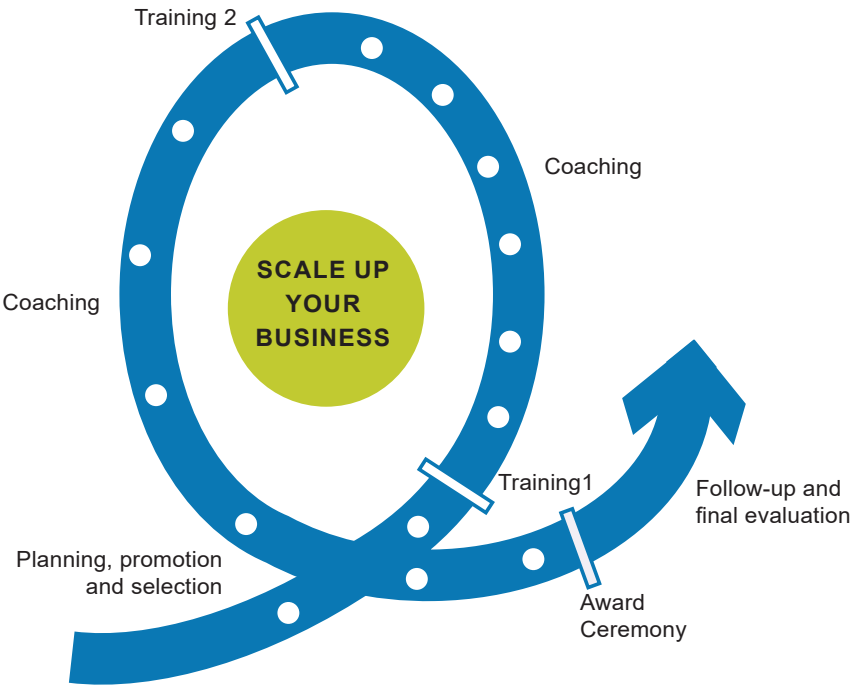 Training 2
Coaching
SCALE UP
YOUR
BUSINESS
Coaching
Training1
Follow-up and
final evaluation
Planning, promotion
and selection
Award
Ceremony